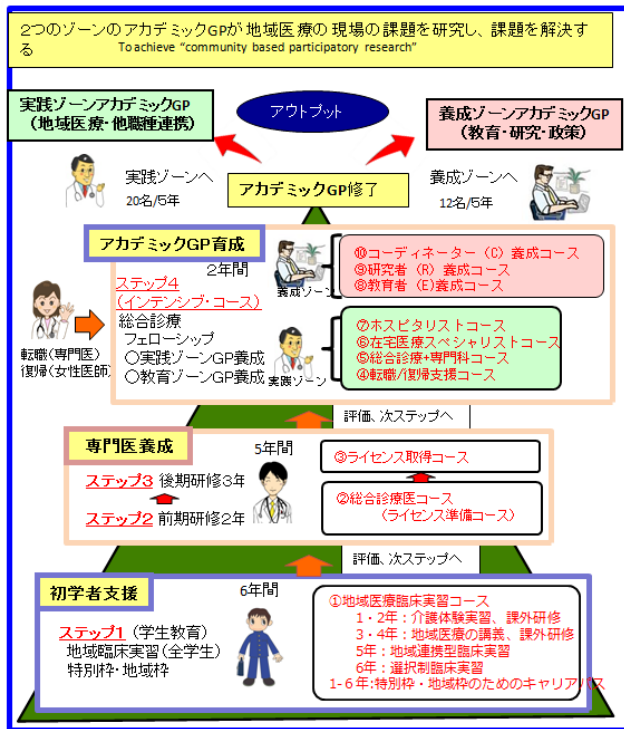 2つのゾーンのアカデミックGPが地域医療の現場の課題を研究し、課題を解決す
る
To achieve "community based participatory research"
実践ゾーンアカデミックGP
(地域医療・他職種連携)
アウトプット
養成ゾーンアカデミックGP
(教育・研究・政策)
実践ゾーンへ
20名/5年
アカデミックGP修了
養成ゾーンへ
12名/5年
アカデミックGP育成
2年間
ステップ4
(インテンシブ・コース)
総合診療
フェローシップ
〇実践ゾーンGP養成
〇教育ゾーンGP養成
養成ゾーン
実践ゾーン
⑩コーディネーター (C) 養成コース
⑨研究者 (R) 養成コース
⑧教育者 (E)養成コース
⑦ホスピタリストコース
⑥在宅医療スペシャリストコース
⑤総合診療+専門科コース
④転職/復帰支援コース
転職(専門医)
復帰(女性医師)
評価、次ステップへ
専門医養成
5年間
ステップ3 後期研修3年
ステップ2 前期研修2年
③ライセンス取得コース
②総合診療医コース
(ライセンス準備コース)
評価、次ステップへ
初学者支援
6年間
ステップ1 (学生教育)
地域臨床実習(全学生)
特別枠・地域枠
①地域医療臨床実習コース
1・2年:介護体験実習、課外研修
3・4年:地域医療の講義、課外研修
5年:地域連携型臨床実習
6年:選択制臨床実習
1-6年:特別枠・地域枠のためのキャリアパス